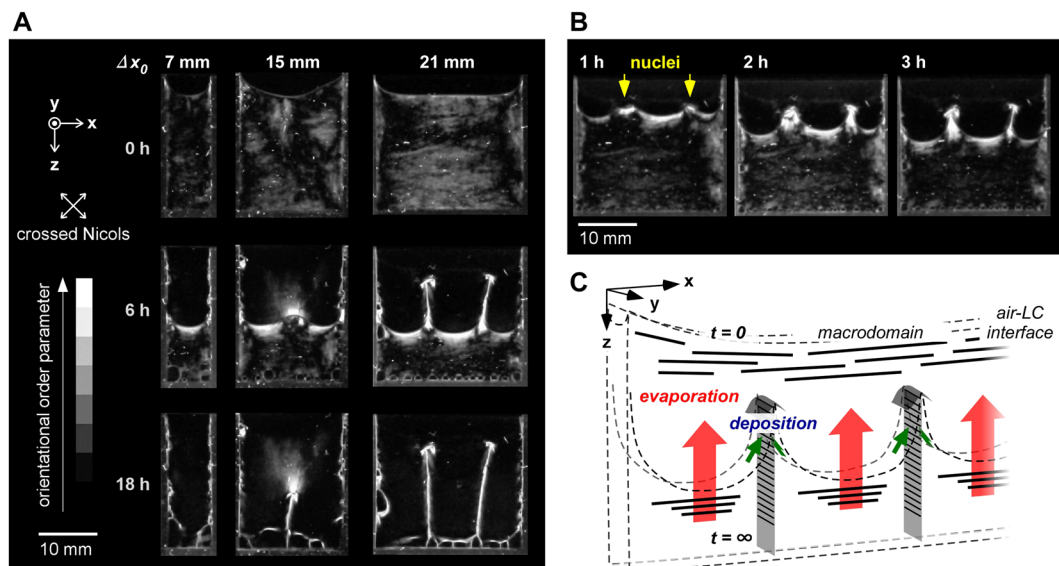 A
Δx₀
7 mm
15 mm
21 mm
y
x
z
0 h
crossed Nicols
orientational order parameter
6 h
18 h
10 mm
B
1 h
nuclei
2 h
3 h
10 mm
C
x
y
z
t = 0
macrodomain
air-LC
interface
evaporation
deposition
t = ∞